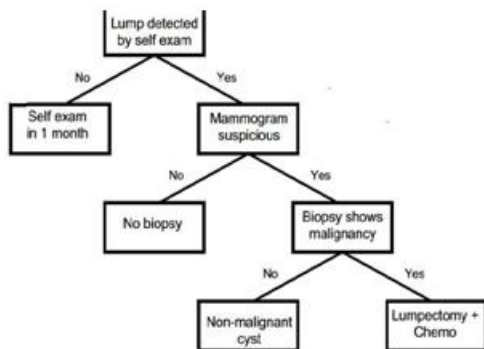 Lump detected
by self exam
No
Yes
Self exam
in 1 month
Mammogram
suspicious
No
Yes
No biopsy
Biopsy shows
malignancy
No
Yes
Non-malignant
cyst
Lumpectomy +
Chemo